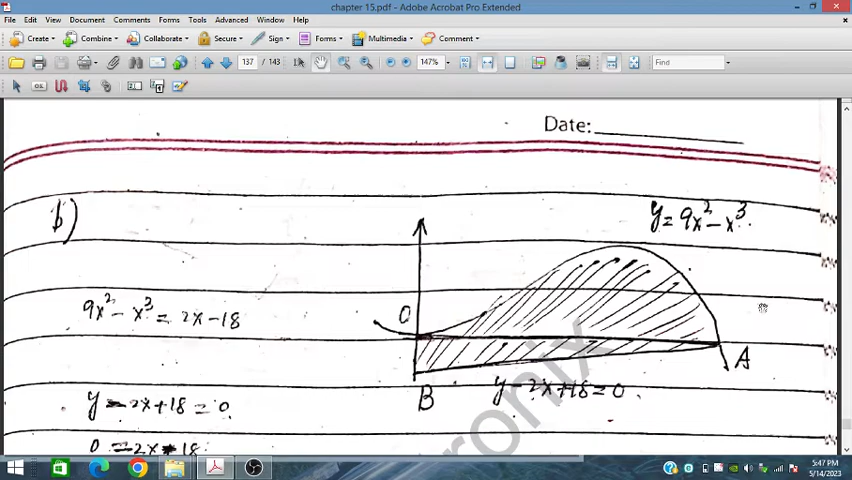 chapter 15.pdf - Adobe Acrobat Pro Extended
File Edit View Document Comments Forms Tools Advanced Window Help
Create Combine Collaborate Secure Sign Forms Multimedia Comment
137 / 143 147% Find
Date:
b)
y = 9x² - x³
9x² - x³ = 2x - 18
O
A
y - 2x + 18 = 0
B
y - 2x + 18 = 0
0 - 2x + 18
ronix
5:47 PM
5/14/2023